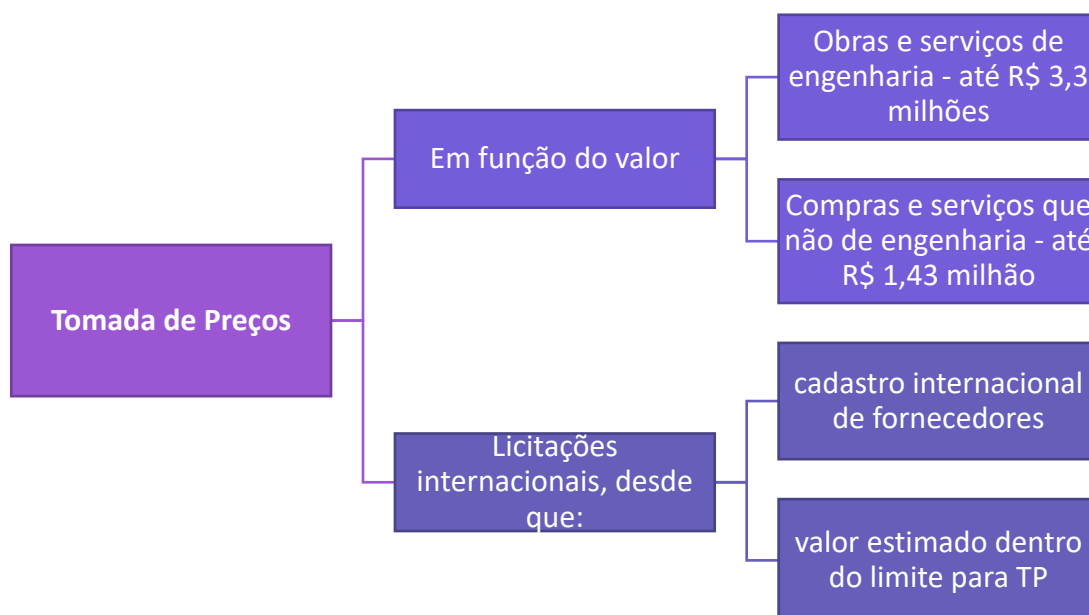 Tomada de Preços
Em função do valor
Obras e serviços de
engenharia - até R$ 3,3
milhões
Compras e serviços que
não de engenharia - até
R$ 1,43 milhão
Licitações
internacionais, desde
que:
cadastro internacional
de fornecedores
valor estimado dentro
do limite para TP